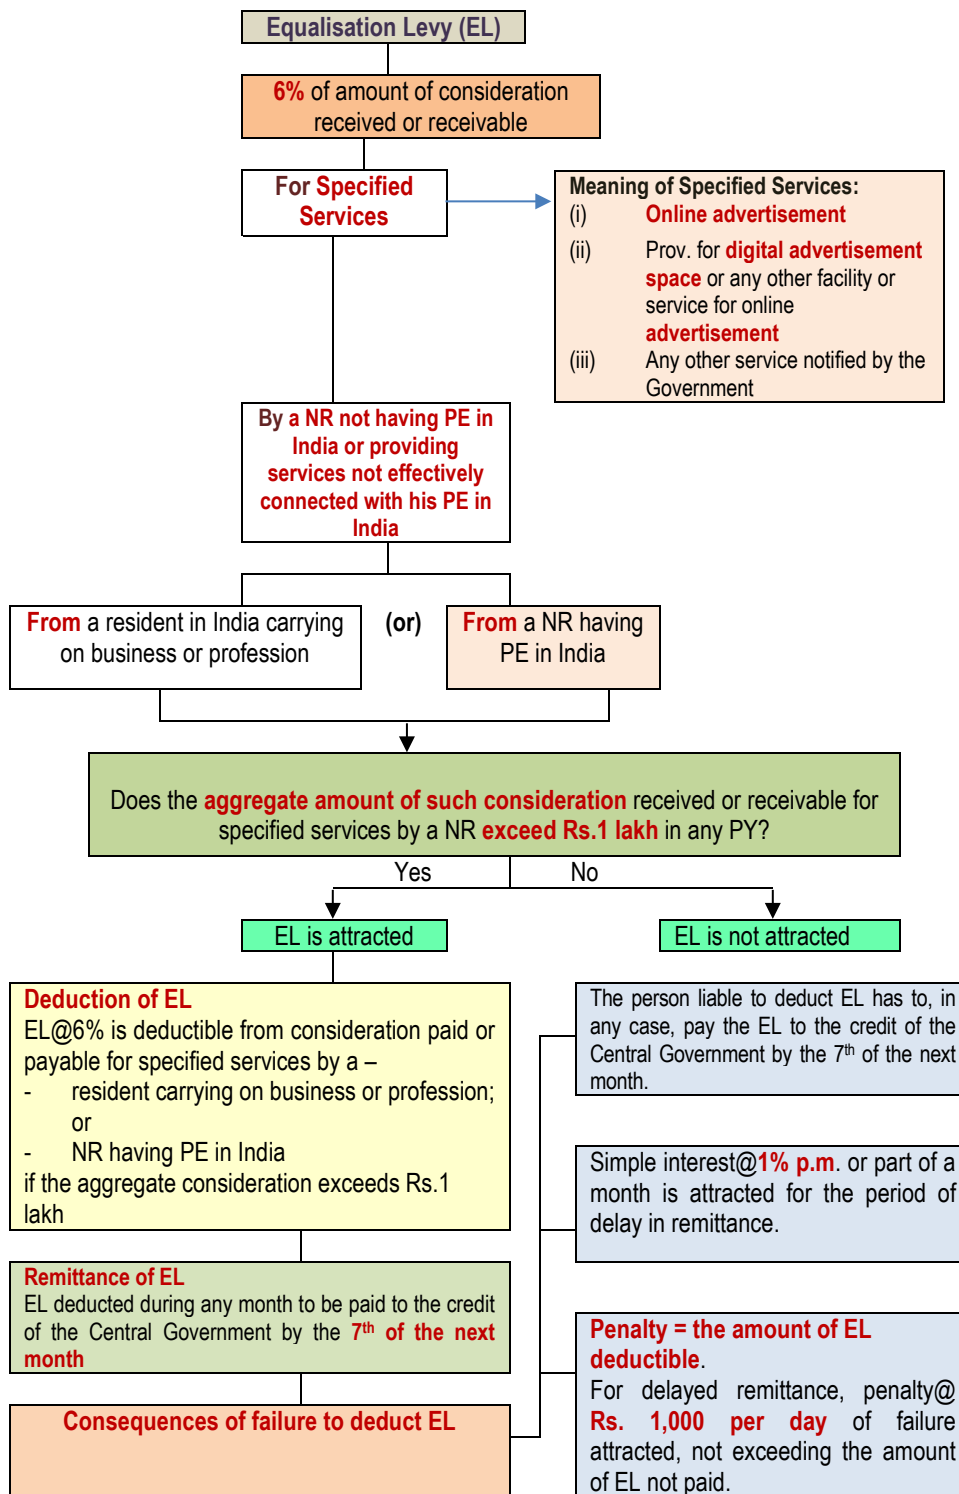 Equalisation Levy (EL)
6% of amount of consideration
received or receivable
For Specified
Services
Meaning of Specified Services:
(i) Online advertisement
(ii) Prov. for digital advertisement
space or any other facility or
service for online
advertisement
(iii) Any other service notified by the
Government
By a NR not having PE in
India or providing
services not effectively
connected with his PE in
India
From a resident in India carrying
on business or profession
(or)
From a NR having
PE in India
Does the aggregate amount of such consideration received or receivable for
specified services by a NR exceed Rs.1 lakh in any PY?
Yes
No
EL is attracted
EL is not attracted
Deduction of EL
EL@6% is deductible from consideration paid or
payable for specified services by a –
- resident carrying on business or profession;
or
- NR having PE in India
if the aggregate consideration exceeds Rs.1
lakh
Remittance of EL
EL deducted during any month to be paid to the credit
of the Central Government by the 7th of the next
month
Consequences of failure to deduct EL
The person liable to deduct EL has to, in
any case, pay the EL to the credit of the
Central Government by the 7th of the next
month.
Simple interest@1% p.m. or part of a
month is attracted for the period of
delay in remittance.
Penalty = the amount of EL
deductible.
For delayed remittance, penalty@
Rs. 1,000 per day of failure
attracted, not exceeding the amount
of EL not paid.